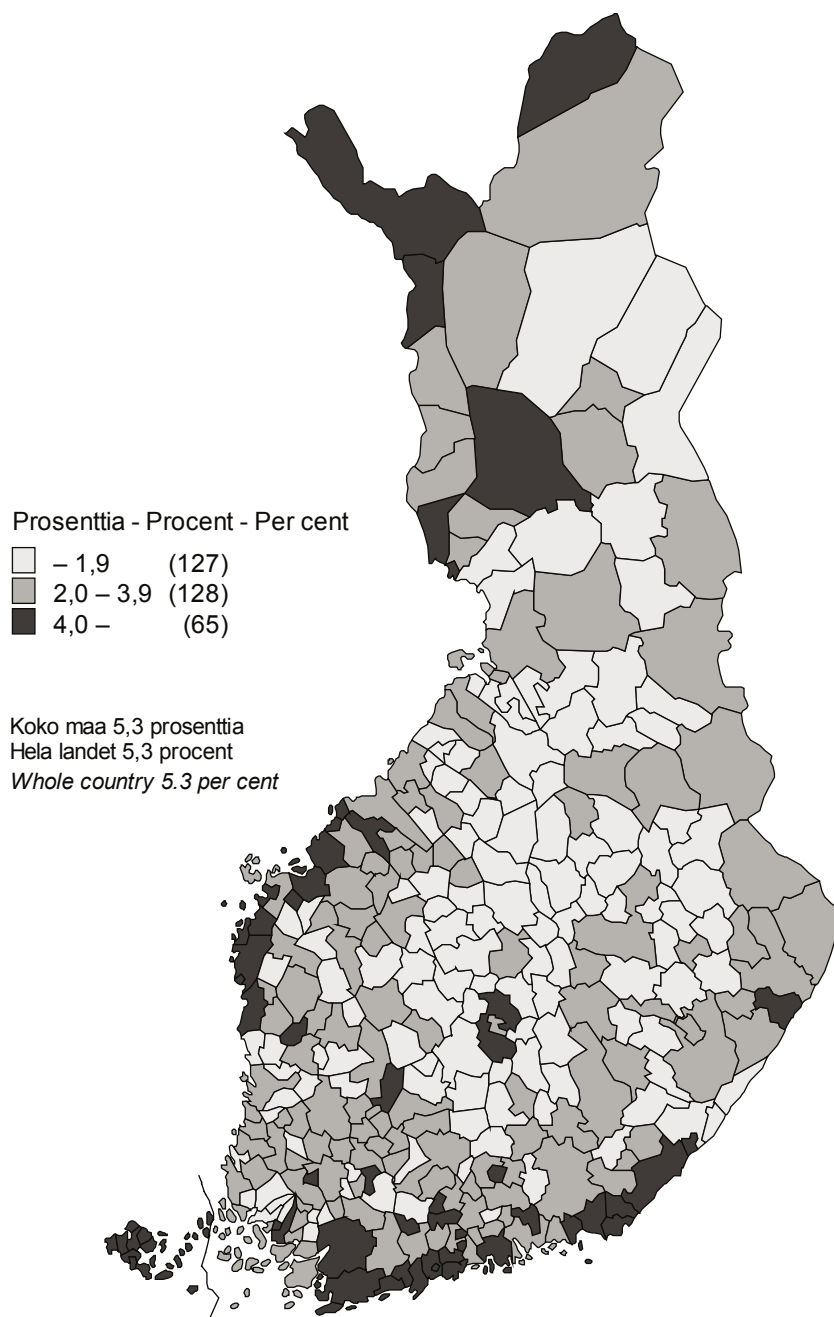 Prosenttia - Procent - Per cent
– 1,9 (127)
2,0 – 3,9 (128)
4,0 – (65)
Koko maa 5,3 prosenttia
Hela landet 5,3 procent
Whole country 5.3 per cent